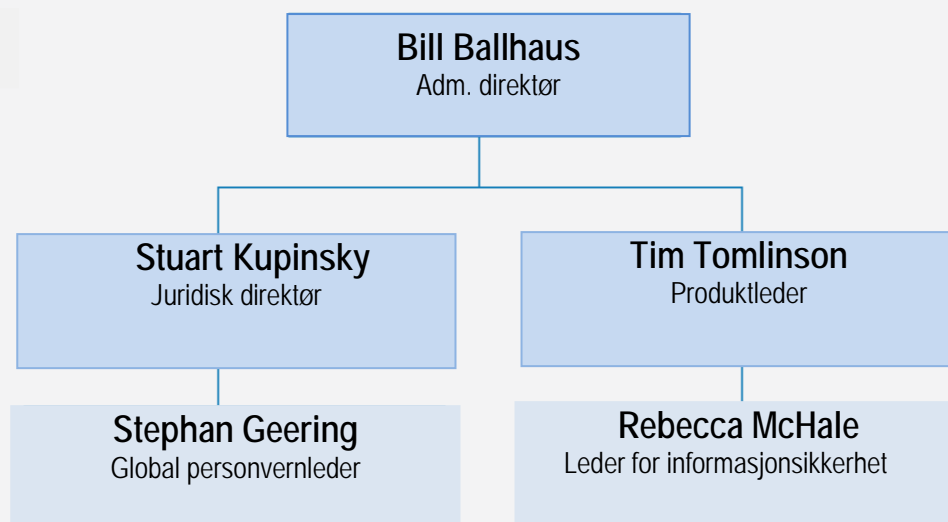 Bill Ballhaus
Adm. direktør
Stuart Kupinsky
Juridisk direktør
Tim Tomlinson
Produktleder
Stephan Geering
Global personvernleder
Rebecca McHale
Leder for informasjonsikkerhet